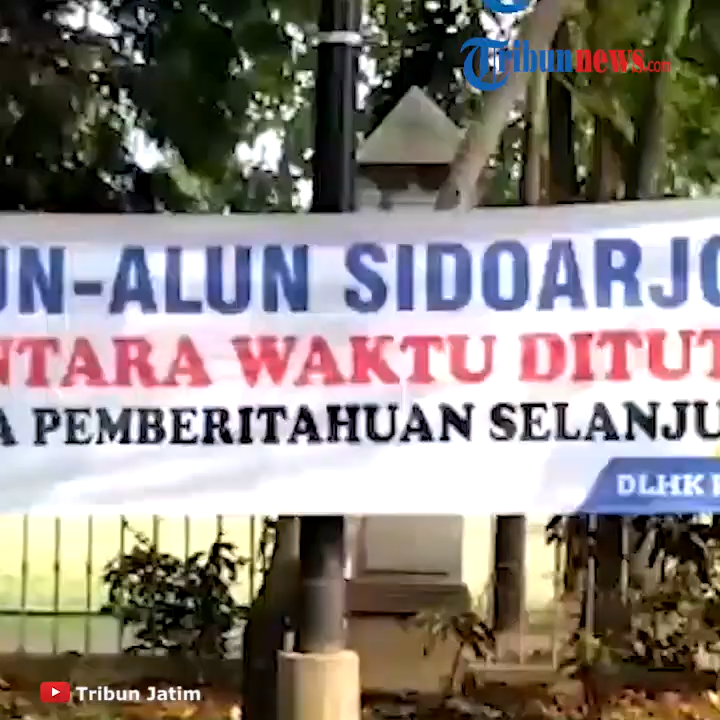 Tribunnews.com
UN-ALUN SIDOARJO
NTARA WAKTU DITUT
A PEMBERITAHUAN SELANJU
DLHK
Tribun Jatim